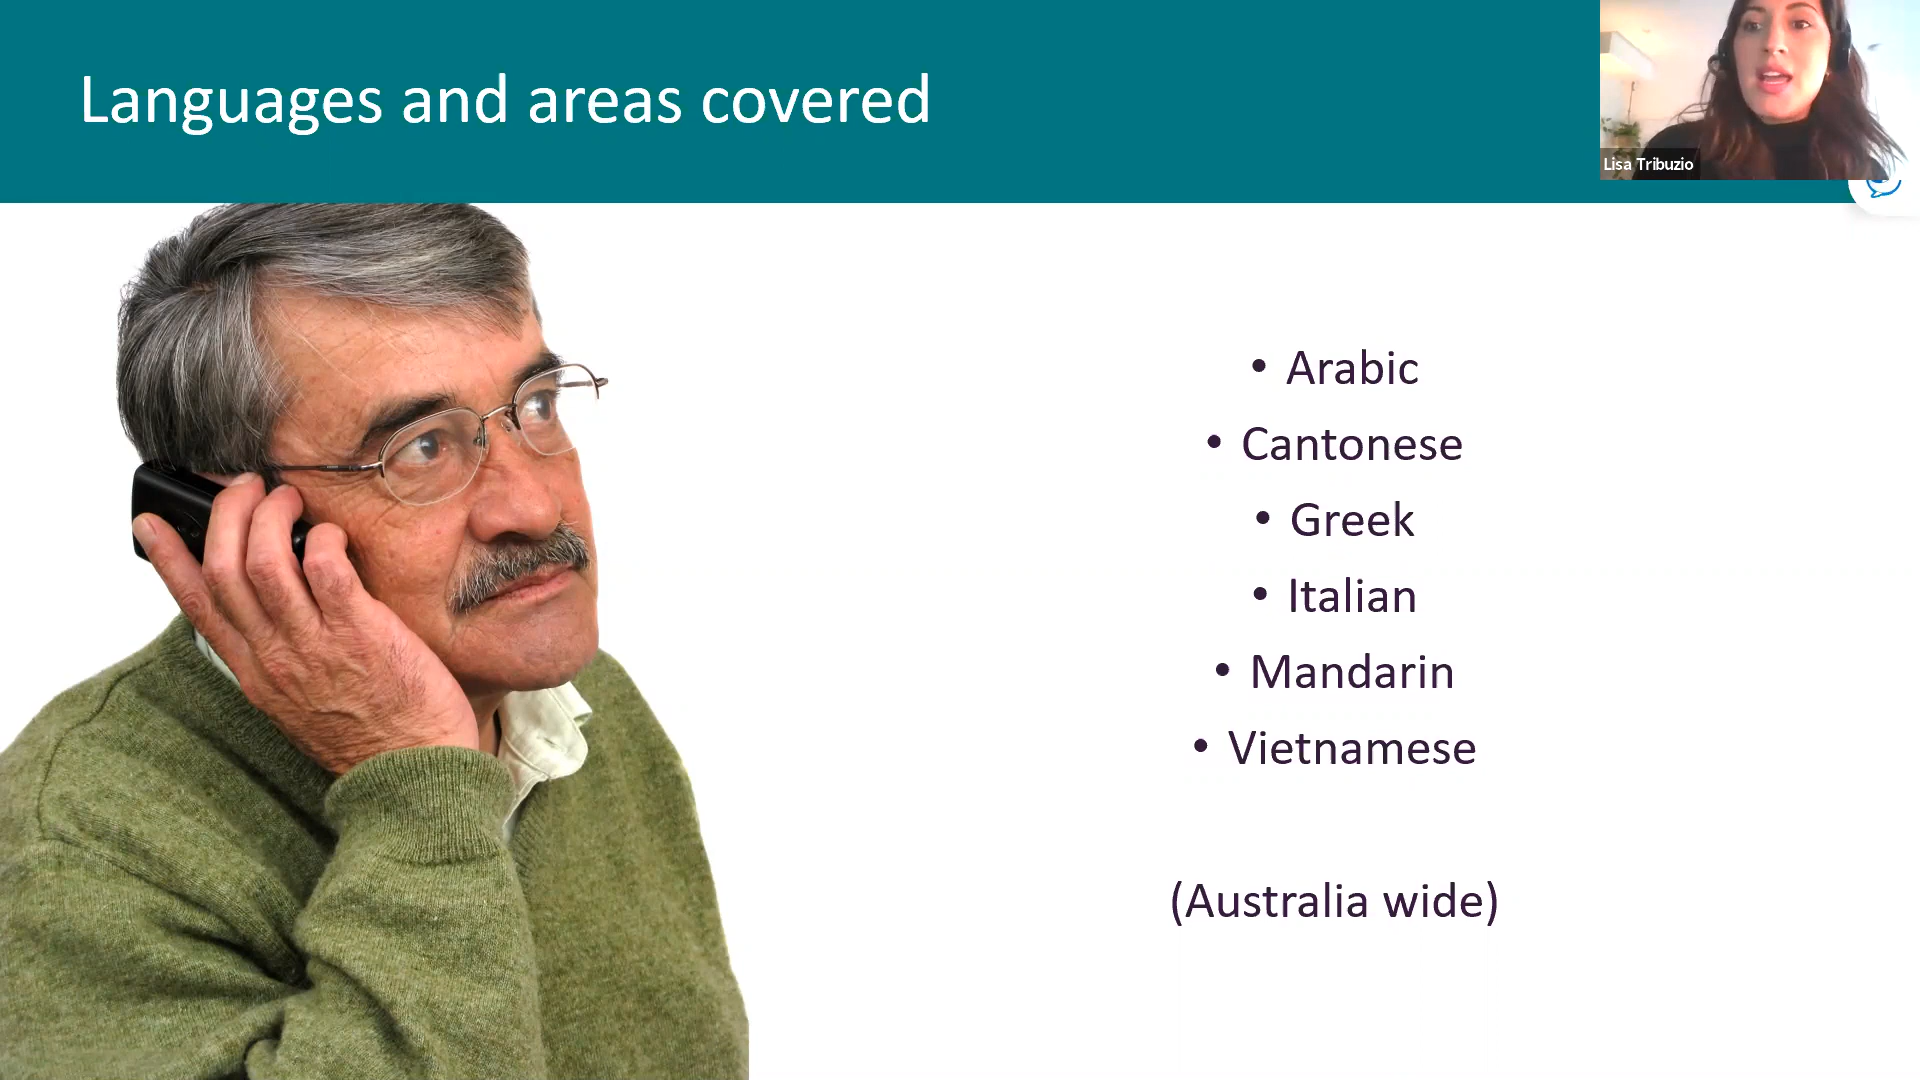 Languages and areas covered
Lisa Tribuzio
• Arabic
• Cantonese
• Greek
• Italian
• Mandarin
• Vietnamese
(Australia wide)